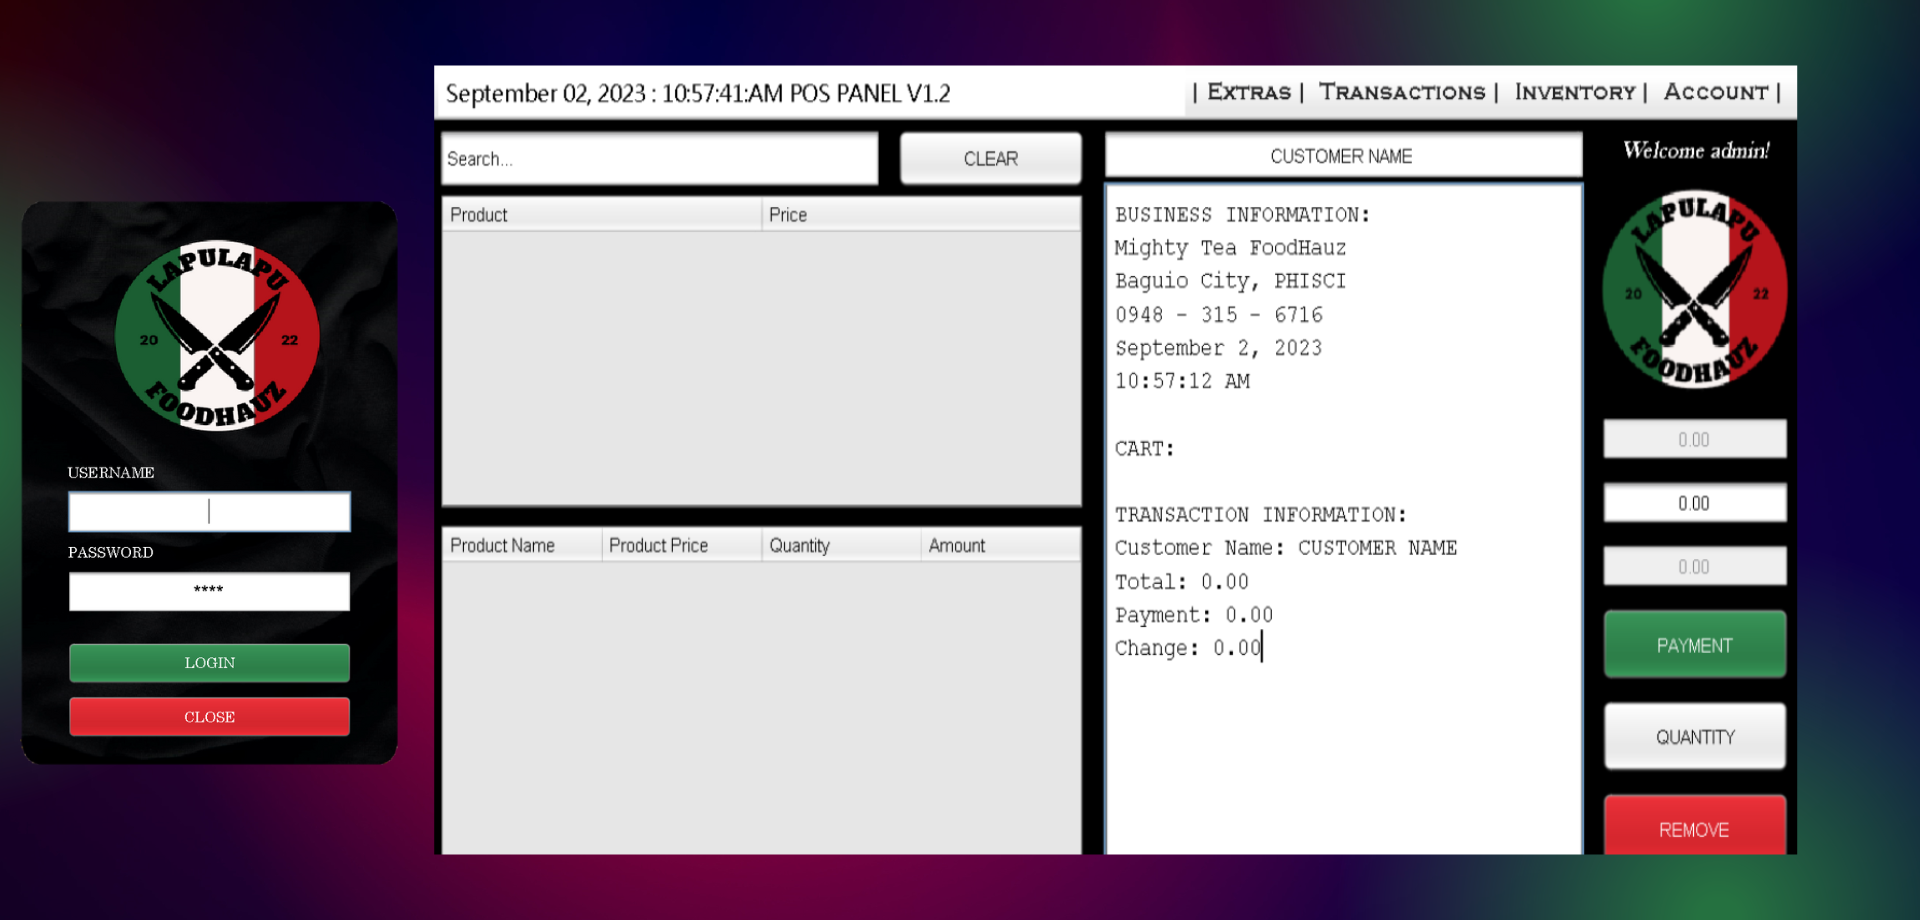 LAPULAPU
20 22
FOODHAUZ
USERNAME
PASSWORD
****
LOGIN
CLOSE
September 02, 2023 : 10:57:41:AM POS PANEL V1.2
| EXTRAS | TRANSACTIONS | INVENTORY | ACCOUNT |
Search...
CLEAR
Product Price
Product Name Product Price Quantity Amount
CUSTOMER NAME
BUSINESS INFORMATION:
Mighty Tea FoodHauz
Baguio City, PHISCI
0948 - 315 - 6716
September 2, 2023
10:57:12 AM
CART:
TRANSACTION INFORMATION:
Customer Name: CUSTOMER NAME
Total: 0.00
Payment: 0.00
Change: 0.00
Welcome admin!
LAPULAPU
20 22
FOODHAUZ
0.00
0.00
0.00
PAYMENT
QUANTITY
REMOVE